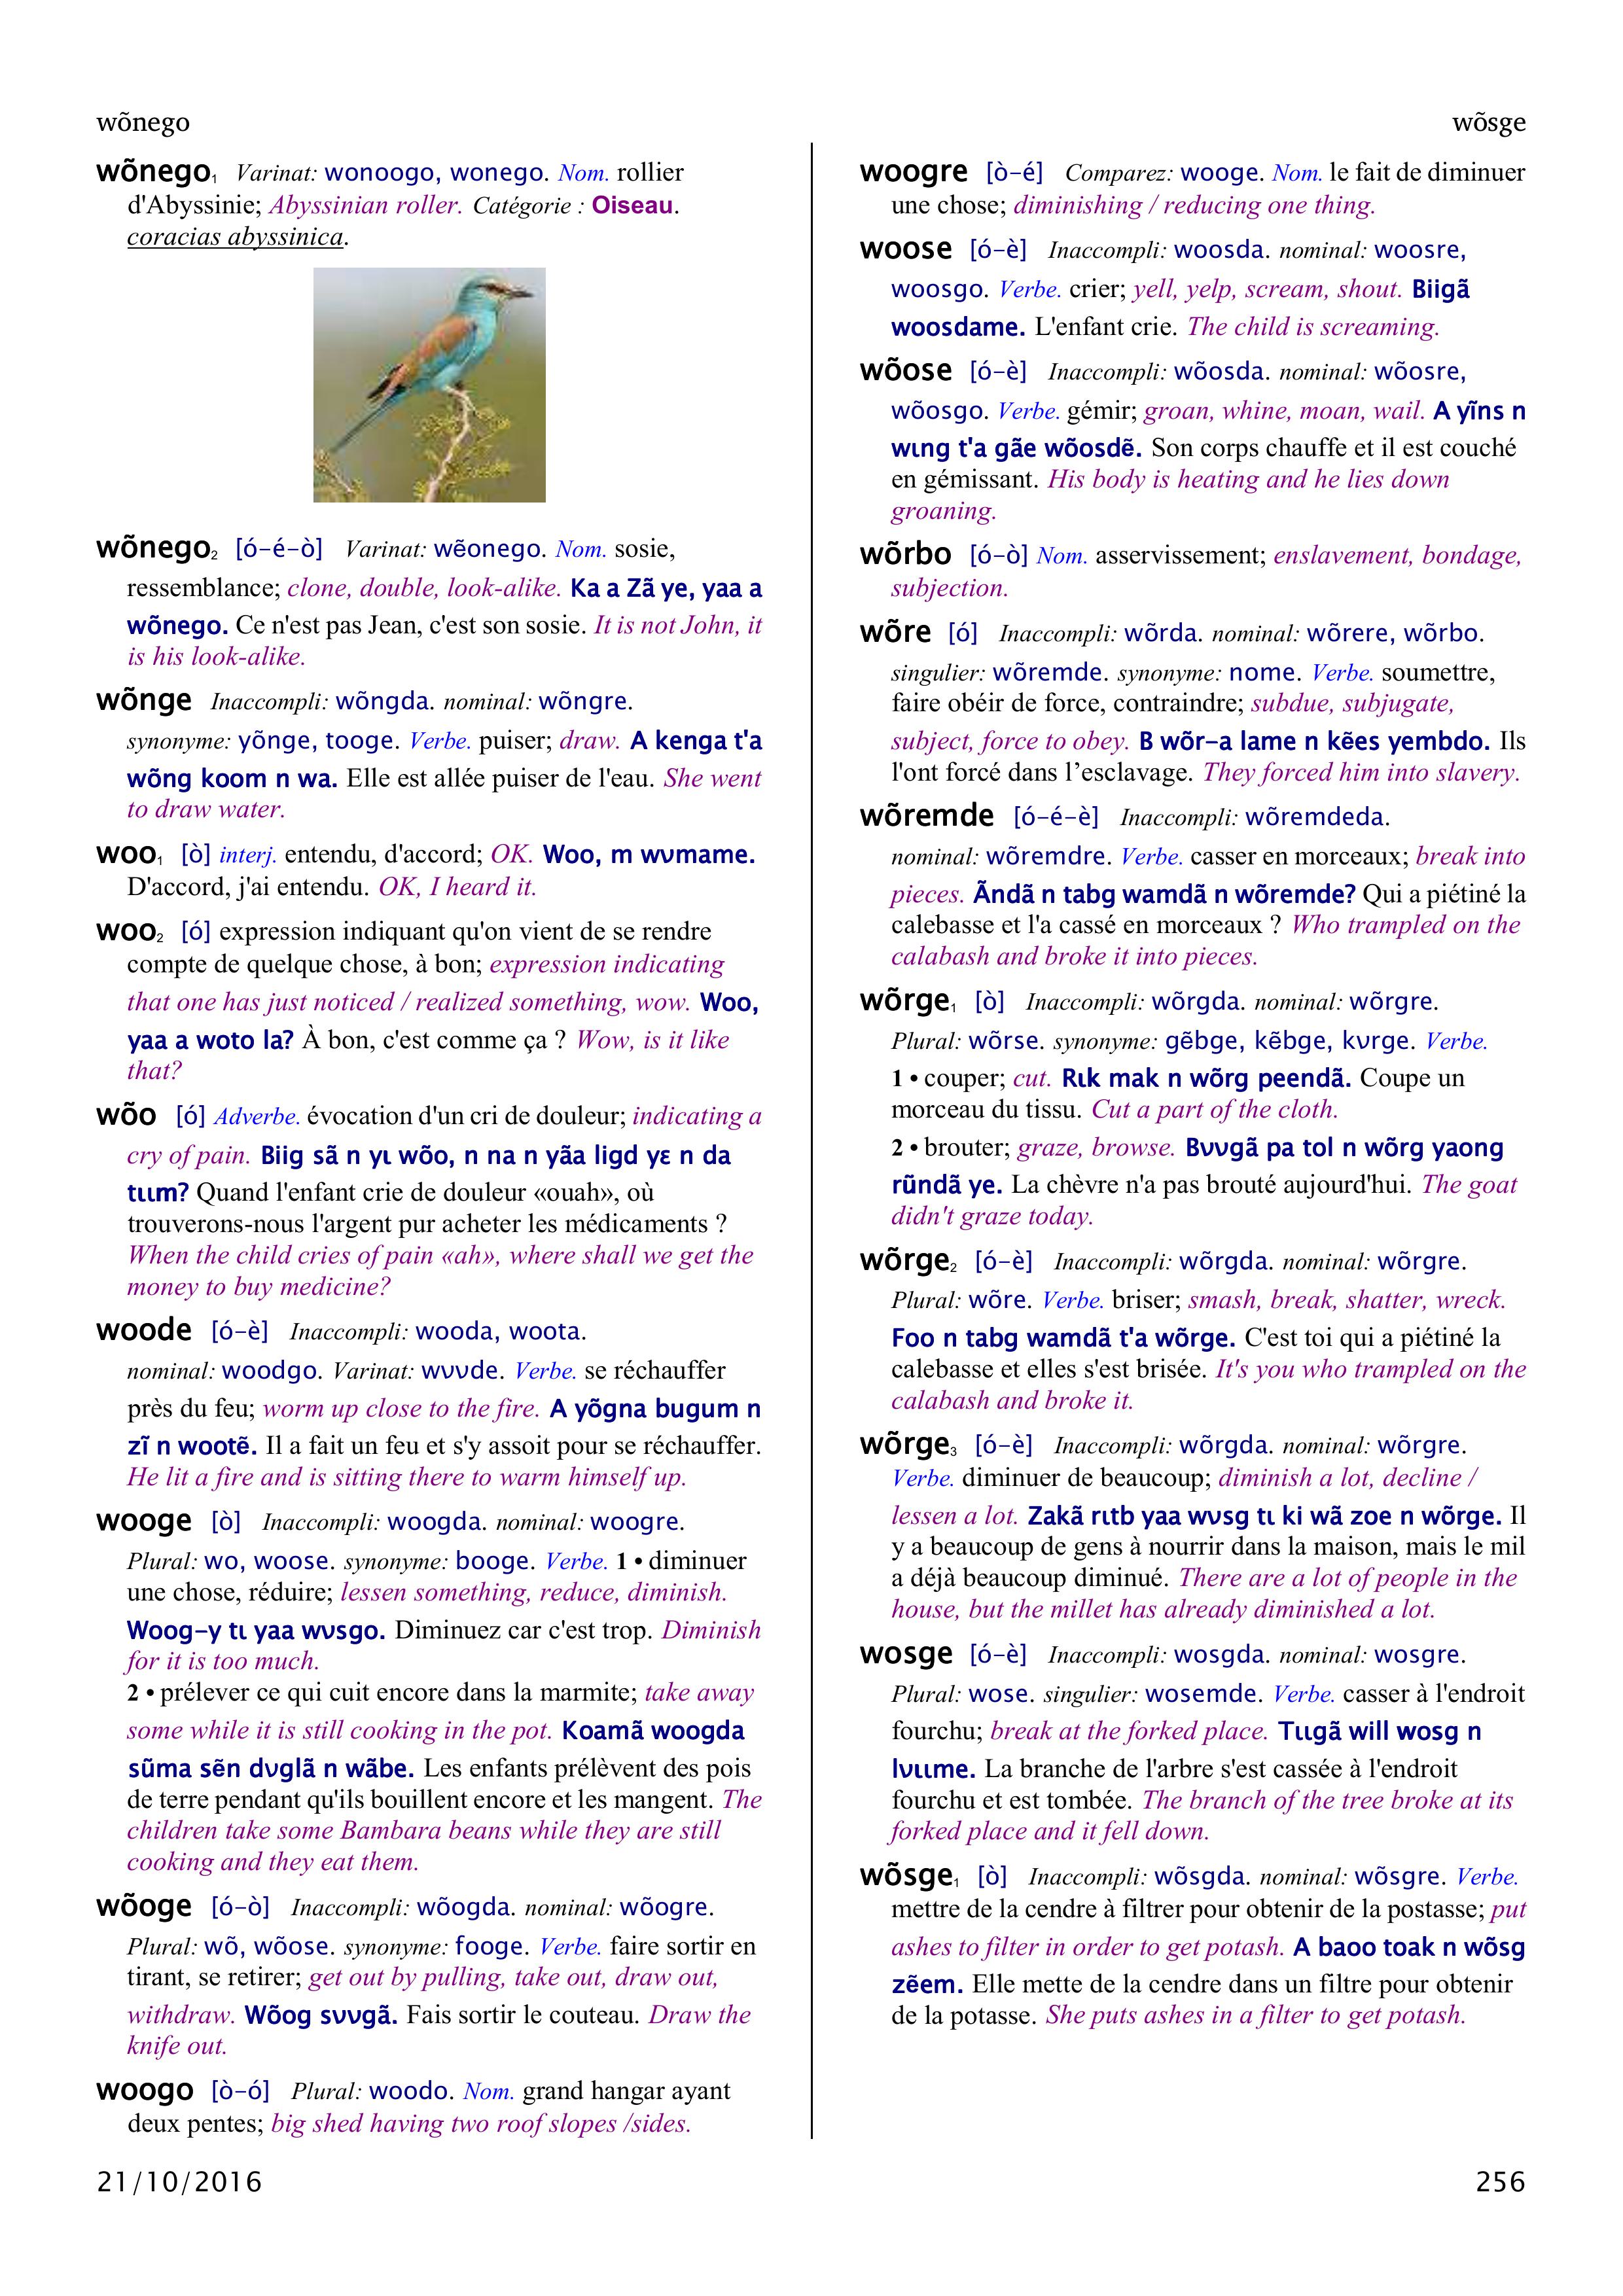 wõnego
wõsge
wõnego₁ Varinat: wonoogo, wonego. Nom. rollier
d'Abyssinie; Abyssinian roller. Catégorie : Oiseau.
coracias abyssinica.
wõnego₂ [ó-é-ò] Varinat: wẽonego. Nom. sosie,
ressemblance; clone, double, look-alike. Ka a Zã ye, yaa a
wõnego. Ce n'est pas Jean, c'est son sosie. It is not John, it
is his look-alike.
wõnge Inaccompli: wõngda. nominal: wõngre.
synonyme: yõnge, tooge. Verbe. puiser; draw. A kenga t'a
wõng koom n wa. Elle est allée puiser de l'eau. She went
to draw water.
woo₁ [ò] interj. entendu, d'accord; OK. Woo, m wʋmame.
D'accord, j'ai entendu. OK, I heard it.
woo₂ [ó] expression indiquant qu'on vient de se rendre
compte de quelque chose, à bon; expression indicating
that one has just noticed / realized something, wow. Woo,
yaa a woto la? À bon, c'est comme ça ? Wow, is it like
that?
wõo [ó] Adverbe. évocation d'un cri de douleur; indicating a
cry of pain. Biig sã n yɩ wõo, n na n yãa ligd yɛ n da
tɩɩm? Quand l'enfant crie de douleur «ouah», où
trouverons-nous l'argent pur acheter les médicaments ?
When the child cries of pain «ah», where shall we get the
money to buy medicine?
woode [ó-è] Inaccompli: wooda, woota.
nominal: woodgo. Varinat: wʋʋde. Verbe. se réchauffer
près du feu; worm up close to the fire. A yõgna bugum n
zĩ n wootẽ. Il a fait un feu et s'y assoit pour se réchauffer.
He lit a fire and is sitting there to warm himself up.
wooge [ò] Inaccompli: woogda. nominal: woogre.
Plural: wo, woose. synonyme: booge. Verbe. 1 • diminuer
une chose, réduire; lessen something, reduce, diminish.
Woog-y tɩ yaa wʋsgo. Diminuez car c'est trop. Diminish
for it is too much.
2 • prélever ce qui cuit encore dans la marmite; take away
some while it is still cooking in the pot. Koamã woogda
sũma sẽn dʋglã n wãbe. Les enfants prélèvent des pois
de terre pendant qu'ils bouillent encore et les mangent. The
children take some Bambara beans while they are still
cooking and they eat them.
wõoge [ó-ò] Inaccompli: wõogda. nominal: wõogre.
Plural: wõ, wõose. synonyme: fooge. Verbe. faire sortir en
tirant, se retirer; get out by pulling, take out, draw out,
withdraw. Wõog sʋʋgã. Fais sortir le couteau. Draw the
knife out.
woogo [ò-ó] Plural: woodo. Nom. grand hangar ayant
deux pentes; big shed having two roof slopes /sides.
woogre [ò-é] Comparez: wooge. Nom. le fait de diminuer
une chose; diminishing / reducing one thing.
woose [ó-è] Inaccompli: woosda. nominal: woosre,
woosgo. Verbe. crier; yell, yelp, scream, shout. Biigã
woosdame. L'enfant crie. The child is screaming.
wõose [ó-è] Inaccompli: wõosda. nominal: wõosre,
wõosgo. Verbe. gémir; groan, whine, moan, wail. A yĩns n
wɩng t'a gãe wõosdẽ. Son corps chauffe et il est couché
en gémissant. His body is heating and he lies down
groaning.
wõrbo [ó-ò] Nom. asservissement; enslavement, bondage,
subjection.
wõre [ó] Inaccompli: wõrda. nominal: wõrere, wõrbo.
singulier: wõremde. synonyme: nome. Verbe. soumettre,
faire obéir de force, contraindre; subdue, subjugate,
subject, force to obey. B wõr-a lame n kẽes yembdo. Ils
l'ont forcé dans l’esclavage. They forced him into slavery.
wõremde [ó-é-è] Inaccompli: wõremdeda.
nominal: wõremdre. Verbe. casser en morceaux; break into
pieces. Ãndã n tabg wamdã n wõremde? Qui a piétiné la
calebasse et l'a cassé en morceaux ? Who trampled on the
calabash and broke it into pieces.
wõrge₁ [ò] Inaccompli: wõrgda. nominal: wõrgre.
Plural: wõrse. synonyme: gẽbge, kẽbge, kʋrge. Verbe.
1 • couper; cut. Rɩk mak n wõrg peendã. Coupe un
morceau du tissu. Cut a part of the cloth.
2 • brouter; graze, browse. Bʋʋgã pa tol n wõrg yaong
rũndã ye. La chèvre n'a pas brouté aujourd'hui. The goat
didn't graze today.
wõrge₂ [ó-è] Inaccompli: wõrgda. nominal: wõrgre.
Plural: wõre. Verbe. briser; smash, break, shatter, wreck.
Foo n tabg wamdã t'a wõrge. C'est toi qui a piétiné la
calebasse et elles s'est brisée. It's you who trampled on the
calabash and broke it.
wõrge₃ [ó-è] Inaccompli: wõrgda. nominal: wõrgre.
Verbe. diminuer de beaucoup; diminish a lot, decline /
lessen a lot. Zakã rɩtb yaa wʋsg tɩ ki wã zoe n wõrge. Il
y a beaucoup de gens à nourrir dans la maison, mais le mil
a déjà beaucoup diminué. There are a lot of people in the
house, but the millet has already diminished a lot.
wosge [ó-è] Inaccompli: wosgda. nominal: wosgre.
Plural: wose. singulier: wosemde. Verbe. casser à l'endroit
fourchu; break at the forked place. Tɩɩgã will wosg n
lʋɩɩme. La branche de l'arbre s'est cassée à l'endroit
fourchu et est tombée. The branch of the tree broke at its
forked place and it fell down.
wõsge₁ [ò] Inaccompli: wõsgda. nominal: wõsgre. Verbe.
mettre de la cendre à filtrer pour obtenir de la postasse; put
ashes to filter in order to get potash. A baoo toak n wõsg
zẽem. Elle mette de la cendre dans un filtre pour obtenir
de la potasse. She puts ashes in a filter to get potash.
21/10/2016
256